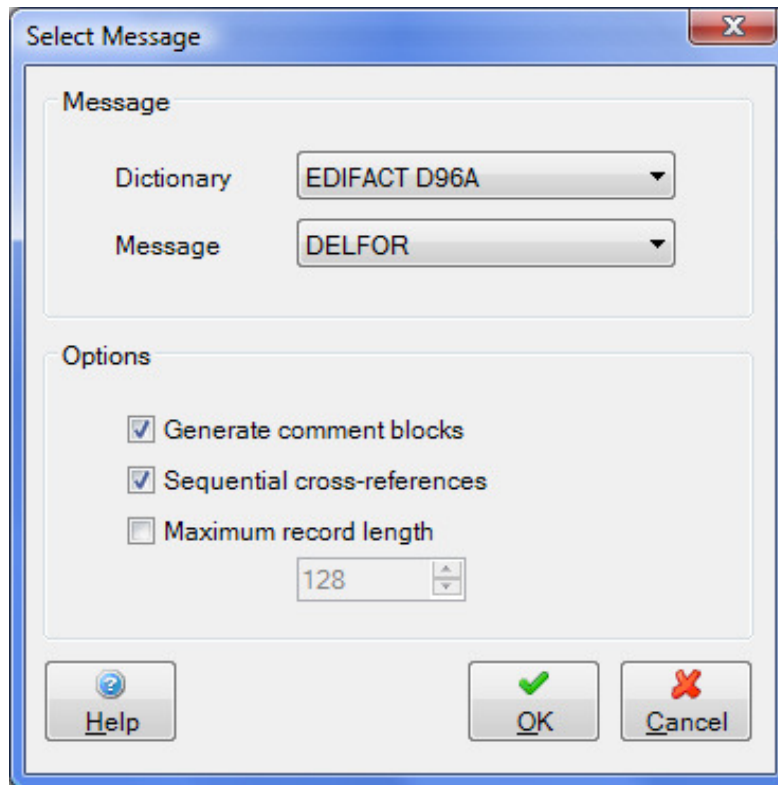 Select Message
Message
Dictionary EDIFACT D96A
Message DELFOR
Options
Generate comment blocks
Sequential cross-references
Maximum record length
128
Help OK Cancel